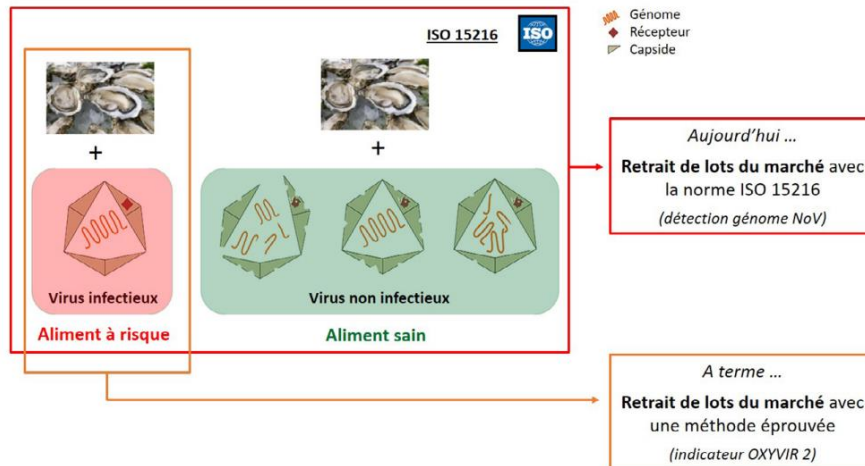 ISO 15216
ISO
Génome
Récepteur
Capside
+
+
Virus infectieux
Virus non infectieux
Aliment à risque
Aliment sain
Aujourd'hui ...
Retrait de lots du marché avec
la norme ISO 15216
(détection génome NoV)
A terme ...
Retrait de lots du marché avec
une méthode éprouvée
(indicateur OXYVIR 2)